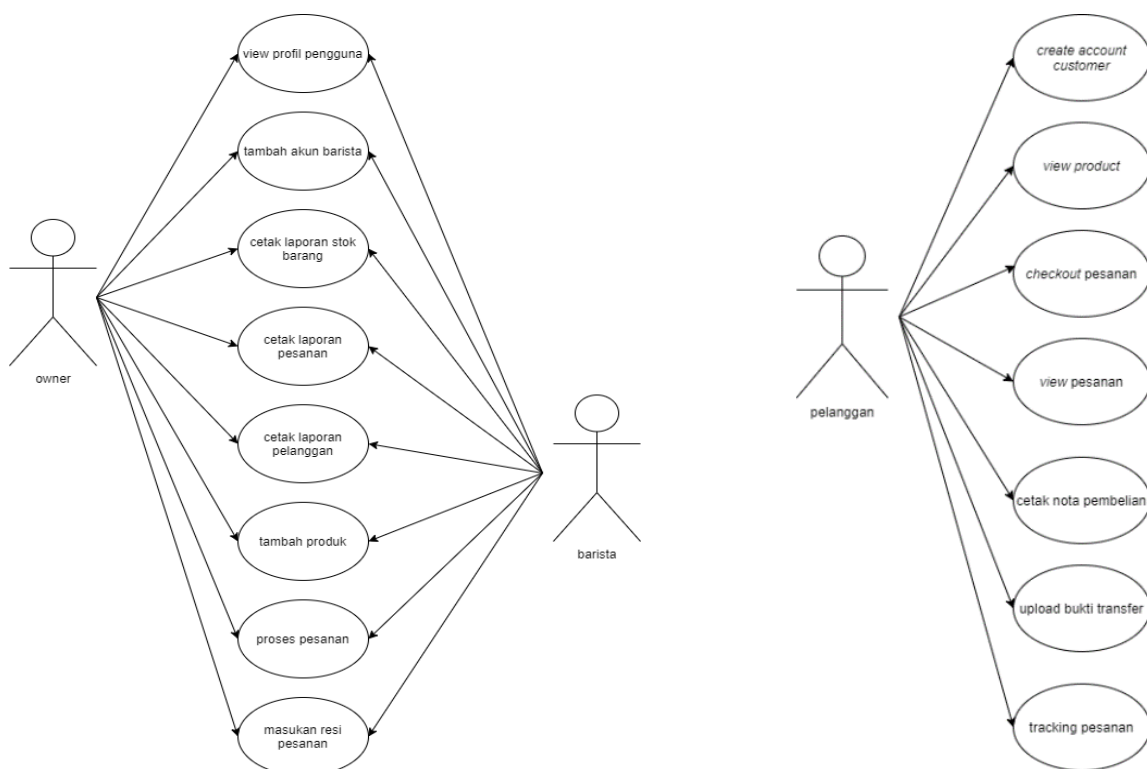 view profil pengguna
tambah akun barista
cetak laporan stok
barang
cetak laporan
pesanan
cetak laporan
pelanggan
tambah produk
proses pesanan
masukan resi
pesanan
owner
barista
create account
customer
view product
checkout pesanan
view pesanan
cetak nota pembelian
upload bukti transfer
tracking pesanan
pelanggan